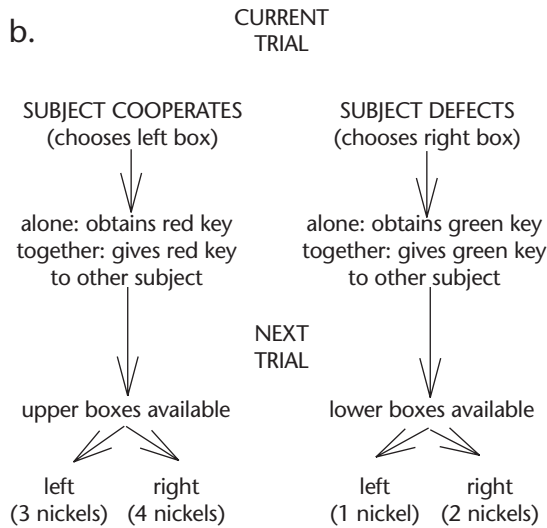 b.
CURRENT
TRIAL
SUBJECT COOPERATES
(chooses left box)
alone: obtains red key
together: gives red key
to other subject
SUBJECT DEFECTS
(chooses right box)
alone: obtains green key
together: gives green key
to other subject
NEXT
TRIAL
upper boxes available
left
(3 nickels)
right
(4 nickels)
lower boxes available
left
(1 nickel)
right
(2 nickels)